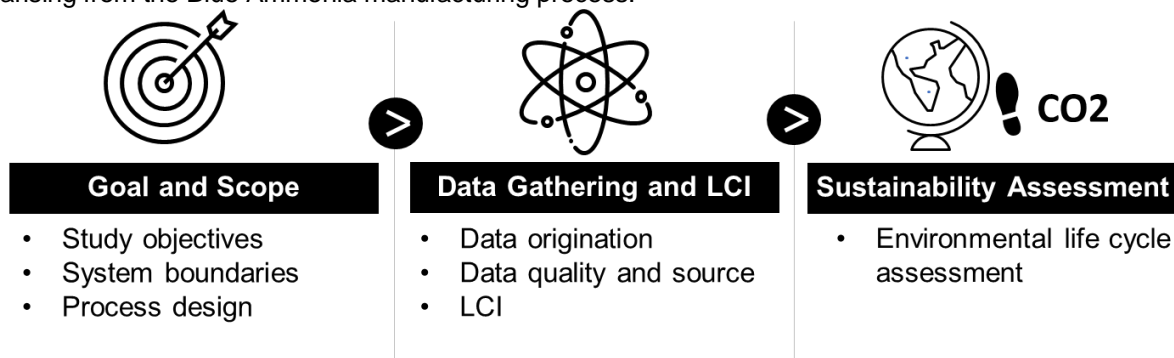 arising from the Blue Ammonia manufacturing process.
> >
CO2
Goal and Scope
• Study objectives
• System boundaries
• Process design
Data Gathering and LCI
• Data origination
• Data quality and source
• LCI
Sustainability Assessment
• Environmental life cycle
assessment